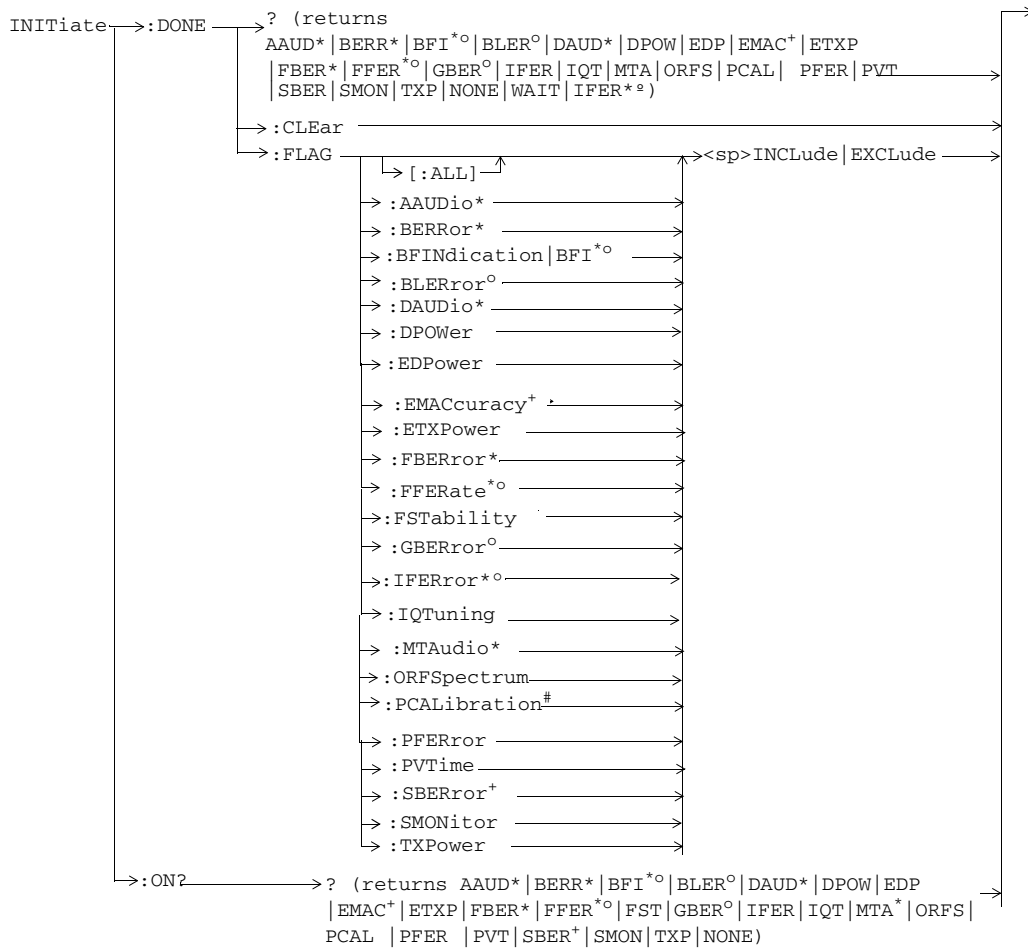 INITiate :DONE ? (returns
AAUD*|BERR*|BFI*o|BLERo|DAUD*|DPOW|EDP|EMAC+|ETXP
|FBER*|FFER*o|GBERo|IFER|IQT|MTA|ORFS|PCAL| PFER|PVT
|SBER|SMON|TXP|NONE|WAIT|IFER*º)
:CLEar
:FLAG <sp>INCLude|EXCLude
[:ALL]
:AAUDio*
:BERRor*
:BFINdication|BFI*o
:BLERroro
:DAUDio*
:DPOWer
:EDPower
:EMACcuracy+
:ETXPower
:FBERror*
:FFERate*o
:FSTability
:GBERroro
:IFERror*o
:IQTuning
:MTAudio*
:ORFSpectrum
:PCALibration#
:PFERror
:PVTime
:SBERror+
:SMONitor
:TXPower
:ON? ? (returns AAUD*|BERR*|BFI*o|BLERo|DAUD*|DPOW|EDP
|EMAC+|ETXP|FBER*|FFER*o|FST|GBERo|IFER|IQT|MTA*|ORFS|
PCAL |PFER |PVT|SBER+|SMON|TXP|NONE)